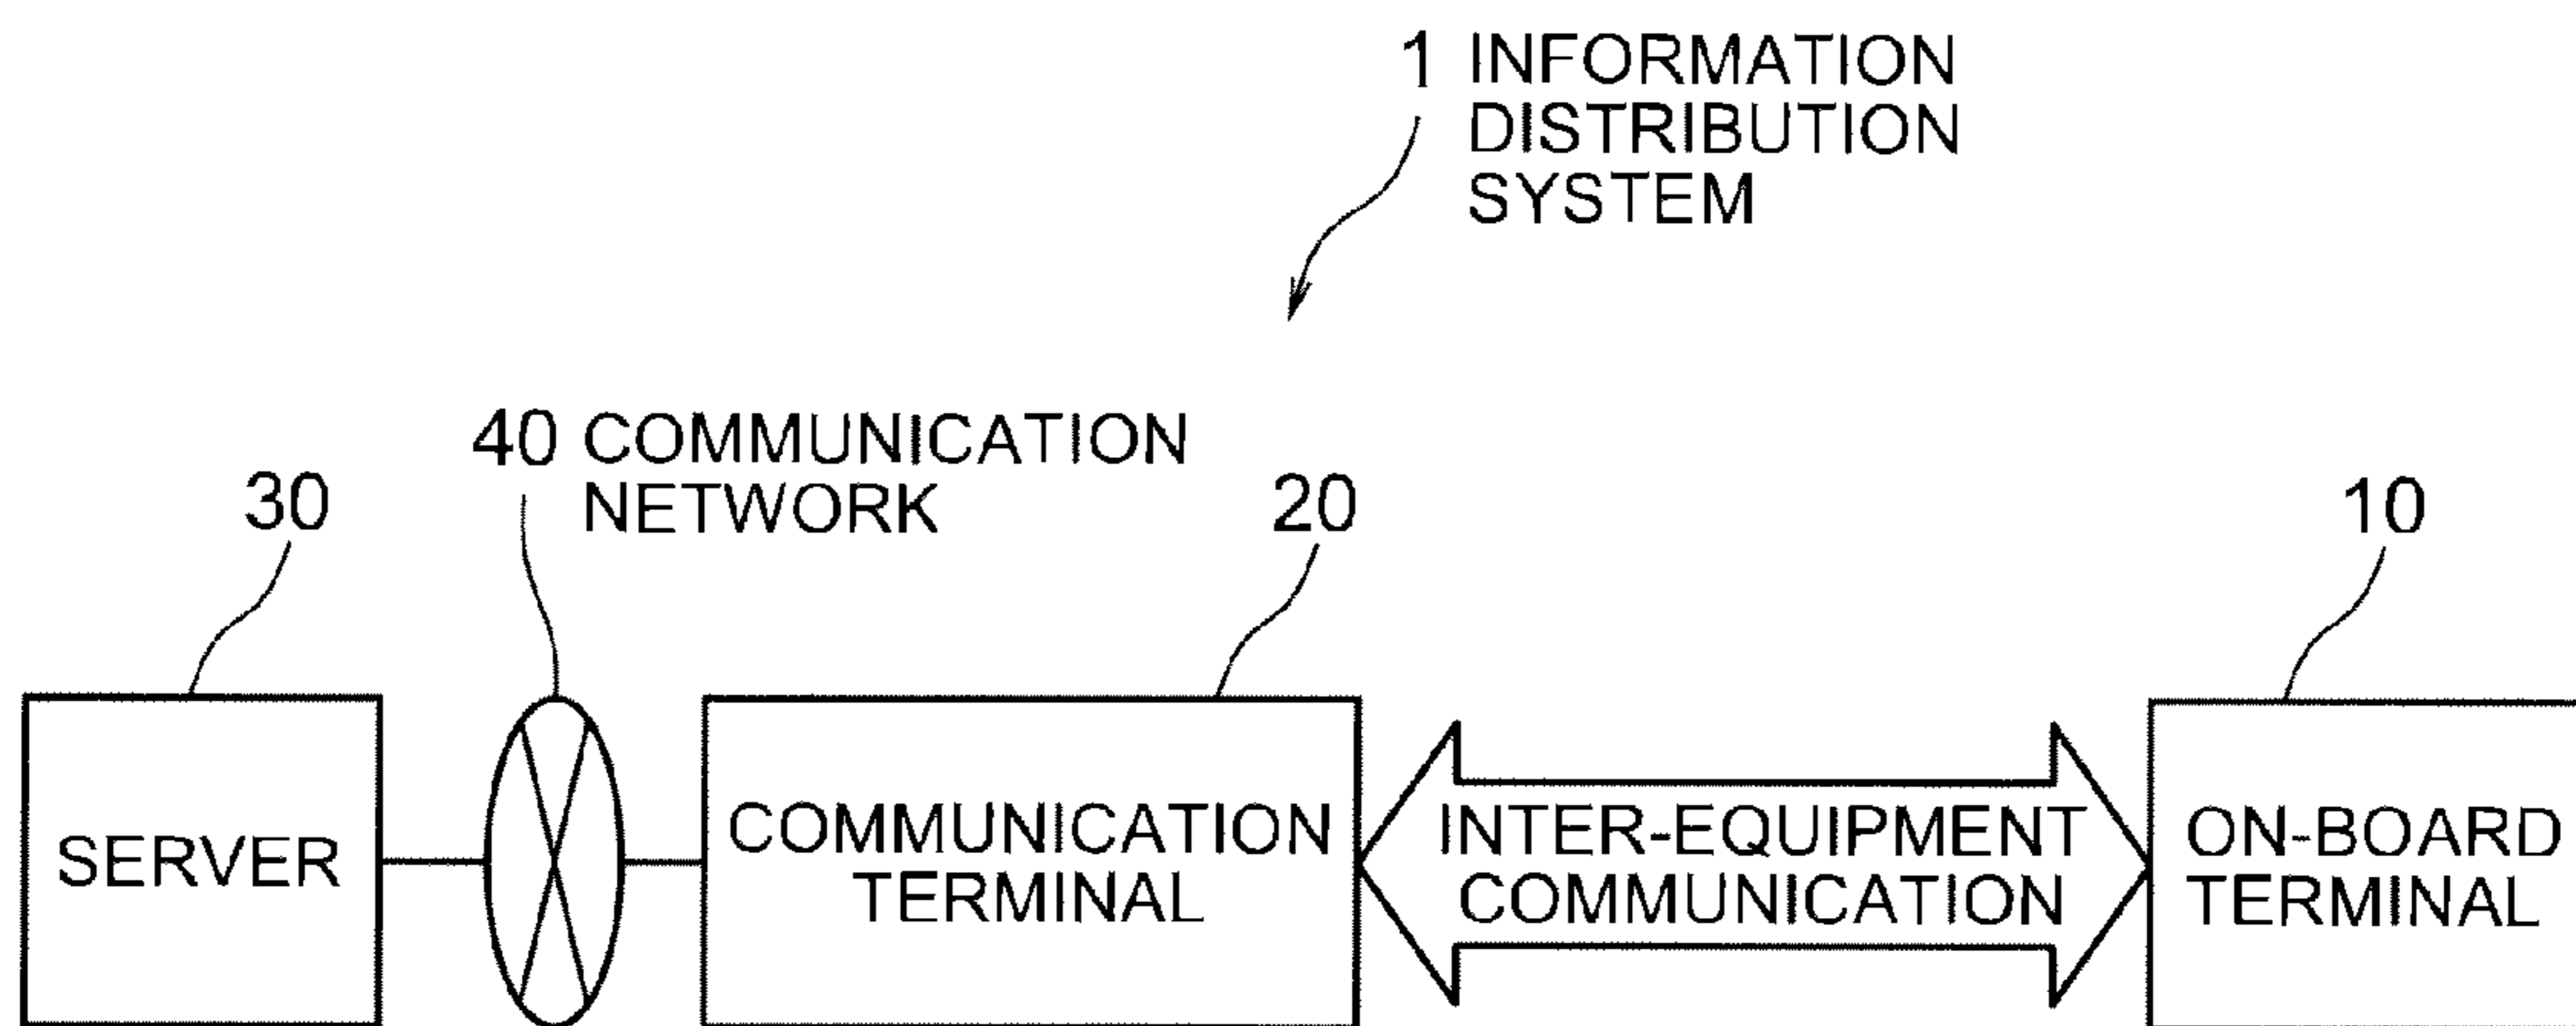 1 INFORMATION
DISTRIBUTION
SYSTEM
40 COMMUNICATION
NETWORK
30
20
10
SERVER
COMMUNICATION
TERMINAL
INTER-EQUIPMENT
COMMUNICATION
ON-BOARD
TERMINAL